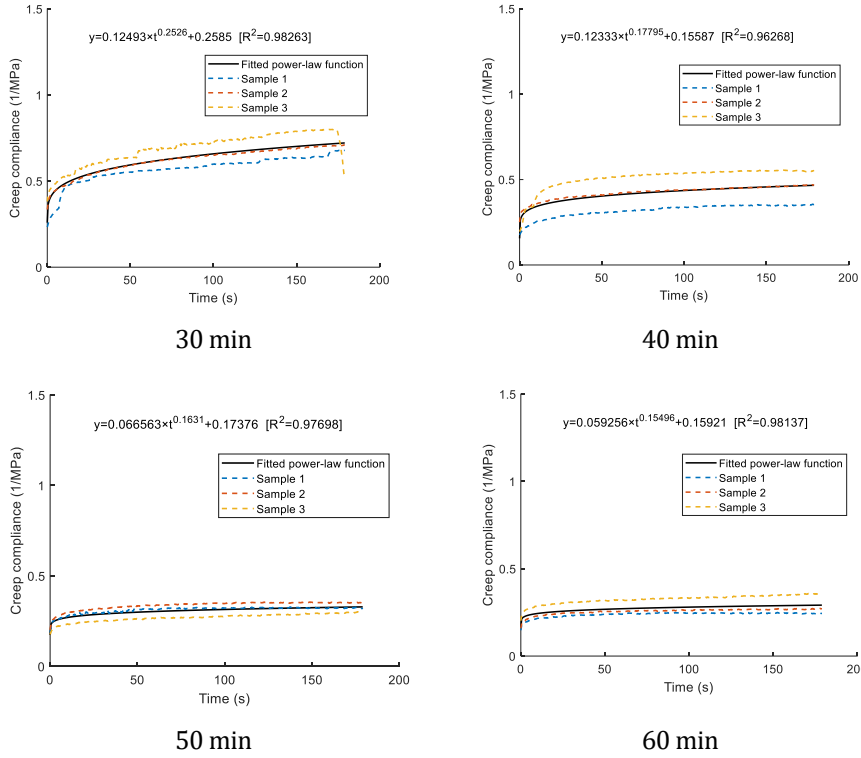 y=0.12493×t^0.2526+0.2585 [R²=0.98263]
Fitted power-law function
Sample 1
Sample 2
Sample 3
Creep compliance (1/MPa)
1.5
1
0.5
0
0
50
100
150
200
Time (s)
30 min
y=0.12333×t^0.17795+0.15587 [R²=0.96268]
Fitted power-law function
Sample 1
Sample 2
Sample 3
Creep compliance (1/MPa)
1.5
1
0.5
0
0
50
100
150
200
Time (s)
40 min
y=0.066563×t^0.1631+0.17376 [R²=0.97698]
Fitted power-law function
Sample 1
Sample 2
Sample 3
Creep compliance (1/MPa)
1.5
1
0.5
0
0
50
100
150
200
Time (s)
50 min
y=0.059256×t^0.15496+0.15921 [R²=0.98137]
Fitted power-law function
Sample 1
Sample 2
Sample 3
Creep compliance (1/MPa)
1.5
1
0.5
0
0
50
100
150
20
Time (s)
60 min